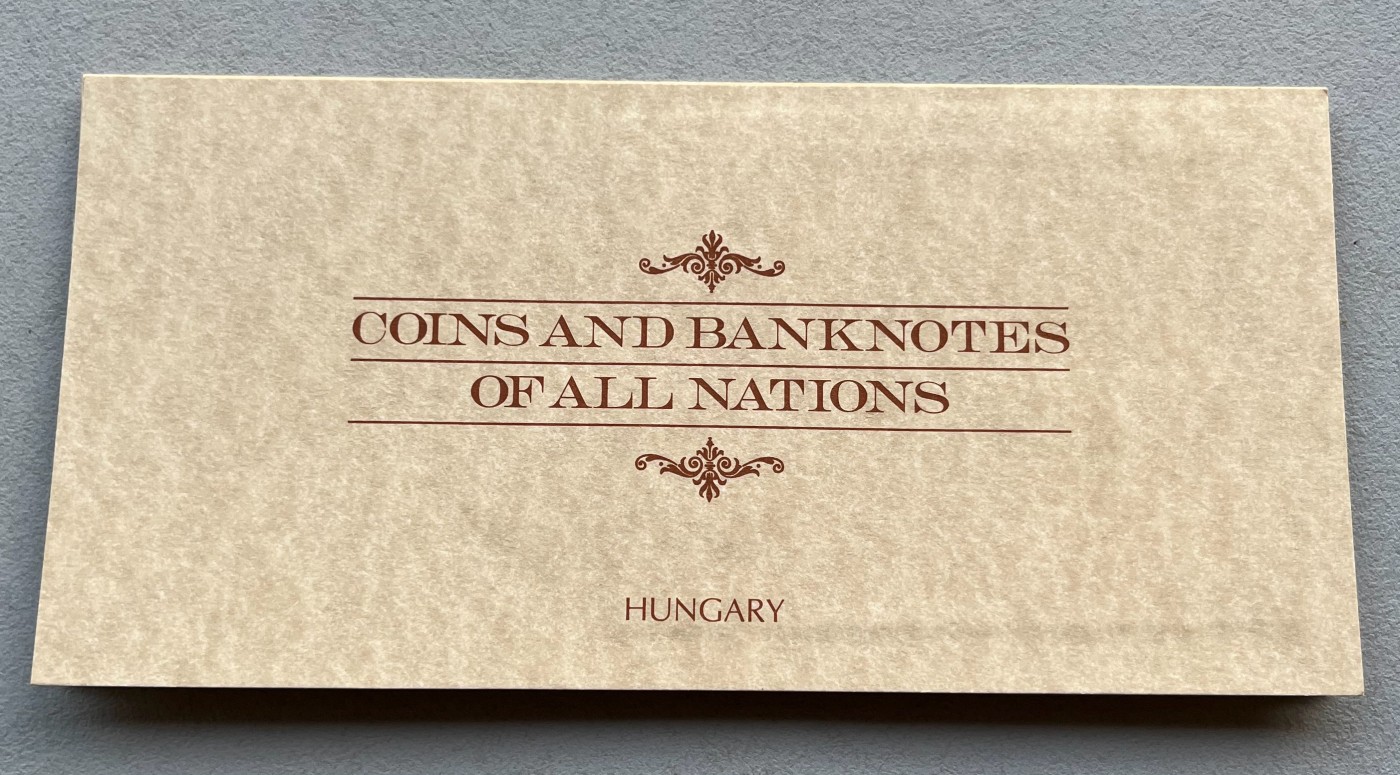 COINS AND BANKNOTES
OF ALL NATIONS
HUNGARY